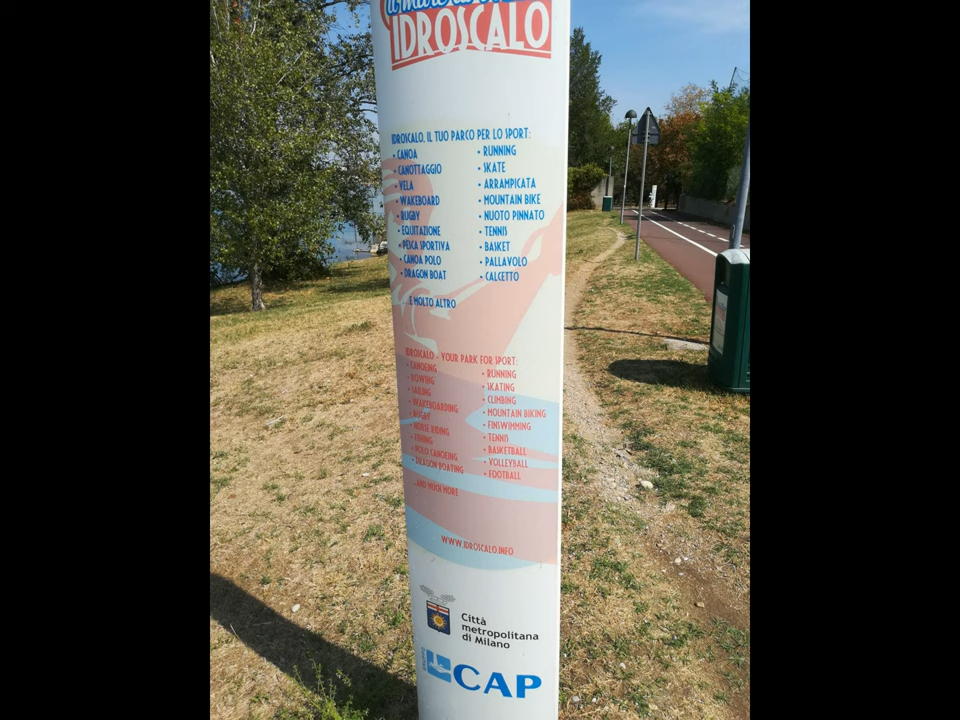 IDROSCALO
IDROSCALO, IL TUO PARCO PER LO SPORT:
• CANOA
• CANOTTAGGIO
• VELA
• WAKEBOARD
• RUGBY
• EQUITAZIONE
• PESCA SPORTIVA
• CANOA POLO
• DRAGON BOAT
• RUNNING
• SKATE
• ARRAMPICATA
• MOUNTAIN BIKE
• NUOTO PINNATO
• TENNIS
• BASKET
• PALLAVOLO
• CALCETTO
...E MOLTO ALTRO
IDROSCALO - YOUR PARK FOR SPORT:
• CANOEING
• ROWING
• SAILING
• WAKEBOARDING
• RUGBY
• HORSE RIDING
• FISHING
• POLO CANOEING
• DRAGON BOATING
• RUNNING
• SKATING
• CLIMBING
• MOUNTAIN BIKING
• FINSWIMMING
• TENNIS
• BASKETBALL
• VOLLEYBALL
• FOOTBALL
...AND MUCH MORE
WWW.IDROSCALO.INFO
Città
metropolitana
di Milano
gruppo
CAP